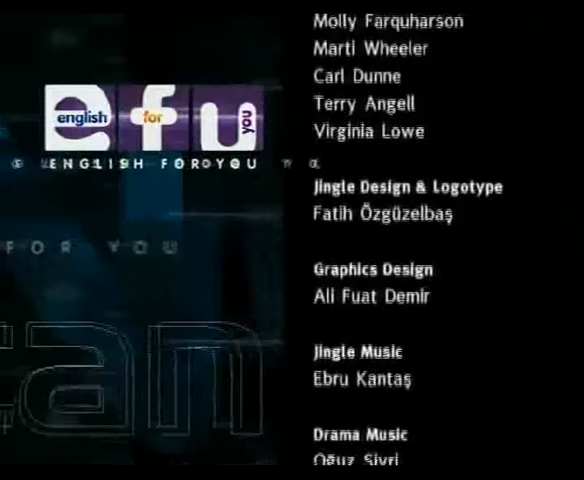 Molly Farquharson
Marti Wheeler
Carl Dunne
Terry Angell
Virginia Lowe
english for you
ENGLISH FOR YOU
Jingle Design & Logotype
Fatih Özgüzelbaş
FOR YOU
Graphics Design
Ali Fuat Demir
Jingle Music
Ebru Kantaş
Drama Music
Oğuz Sivri